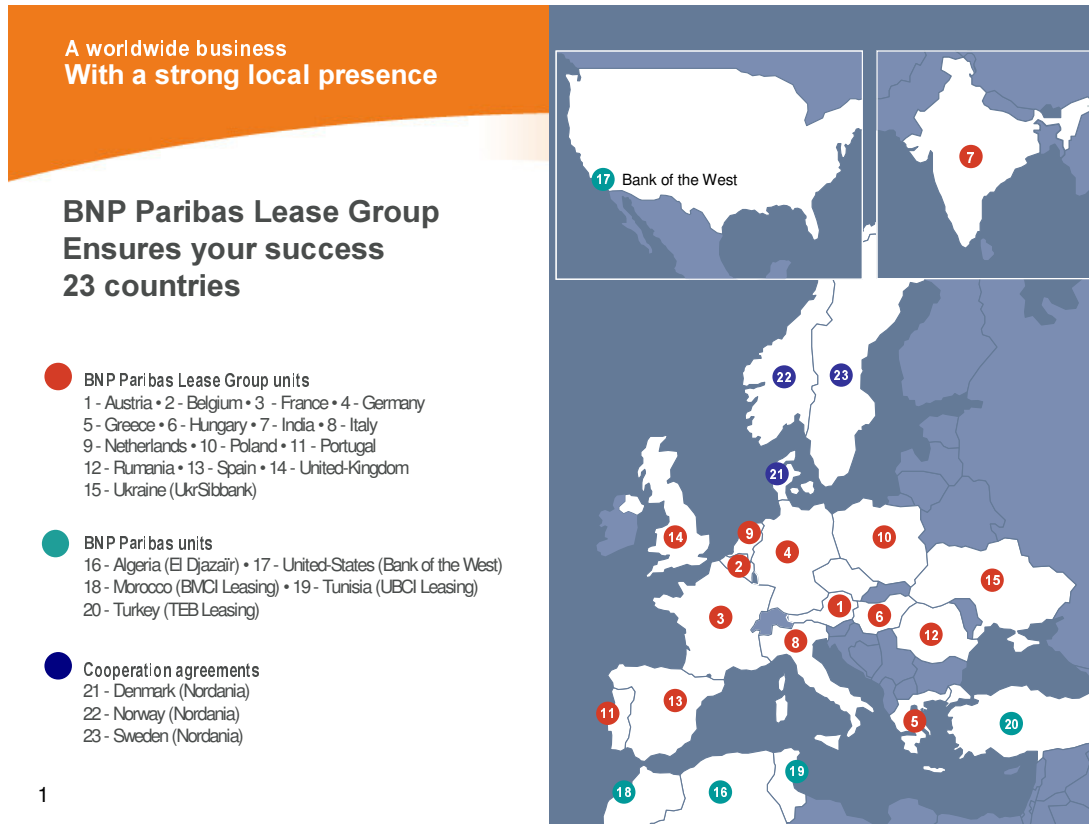 A worldwide business
With a strong local presence
BNP Paribas Lease Group
Ensures your success
23 countries
BNP Paribas Lease Group units
1 - Austria • 2 - Belgium • 3 - France • 4 - Germany
5 - Greece • 6 - Hungary • 7 - India • 8 - Italy
9 - Netherlands • 10 - Poland • 11 - Portugal
12 - Rumania • 13 - Spain • 14 - United-Kingdom
15 - Ukraine (UkrSibbank)
BNP Paribas units
16 - Algeria (El Djazaïr) • 17 - United-States (Bank of the West)
18 - Morocco (BMCI Leasing) • 19 - Tunisia (UBCI Leasing)
20 - Turkey (TEB Leasing)
Cooperation agreements
21 - Denmark (Nordania)
22 - Norway (Nordania)
23 - Sweden (Nordania)
1
7
17 Bank of the West
22
23
21
14
9
4
10
2
15
3
1
6
8
12
11
13
5
20
19
18
16